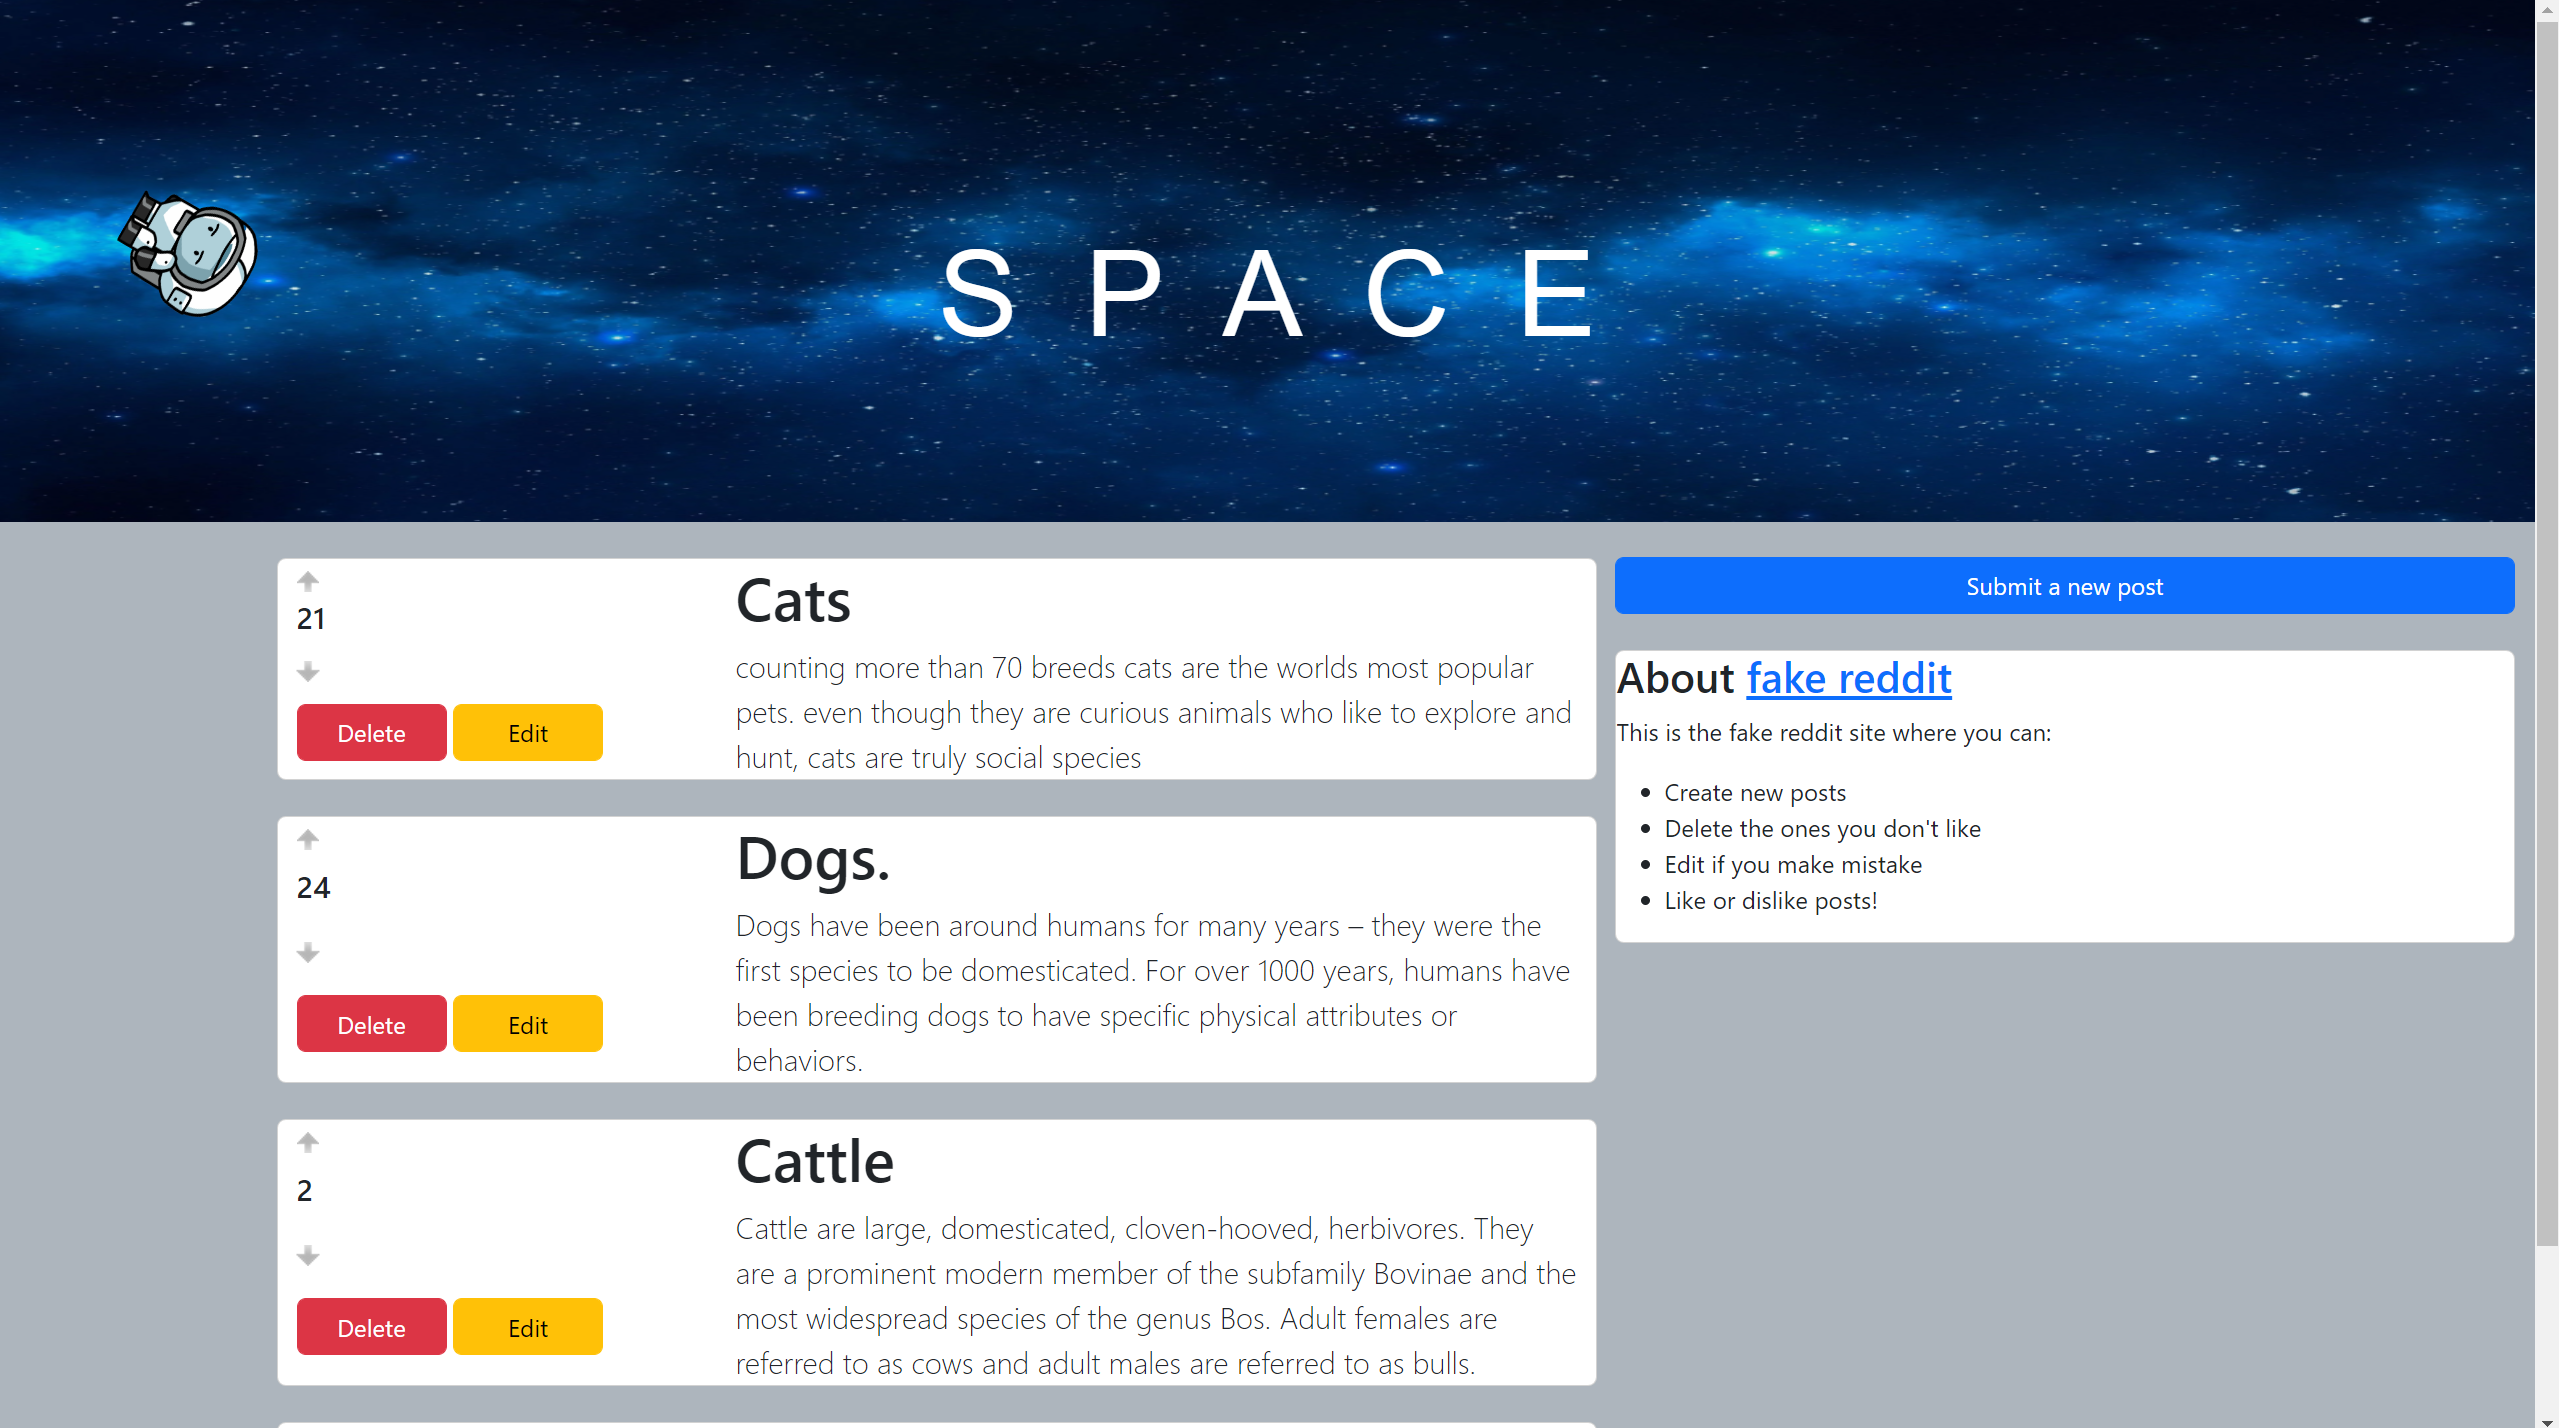 S P A C E
21
Delete Edit
Cats
counting more than 70 breeds cats are the worlds most popular
pets. even though they are curious animals who like to explore and
hunt, cats are truly social species
24
Delete Edit
Dogs.
Dogs have been around humans for many years – they were the
first species to be domesticated. For over 1000 years, humans have
been breeding dogs to have specific physical attributes or
behaviors.
2
Delete Edit
Cattle
Cattle are large, domesticated, cloven-hooved, herbivores. They
are a prominent modern member of the subfamily Bovinae and the
most widespread species of the genus Bos. Adult females are
referred to as cows and adult males are referred to as bulls.
Submit a new post
About fake reddit
This is the fake reddit site where you can:
• Create new posts
• Delete the ones you don't like
• Edit if you make mistake
• Like or dislike posts!